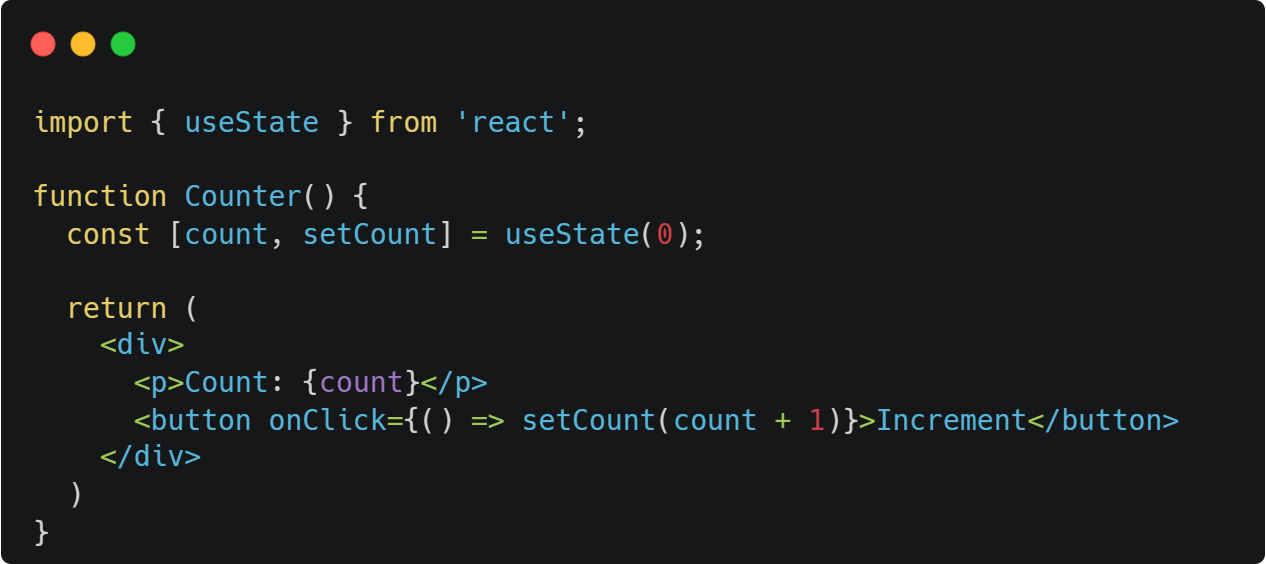 import { useState } from 'react';

function Counter() {
  const [count, setCount] = useState(0);

  return (
    <div>
      <p>Count: {count}</p>
      <button onClick={() => setCount(count + 1)}>Increment</button>
    </div>
  )
}